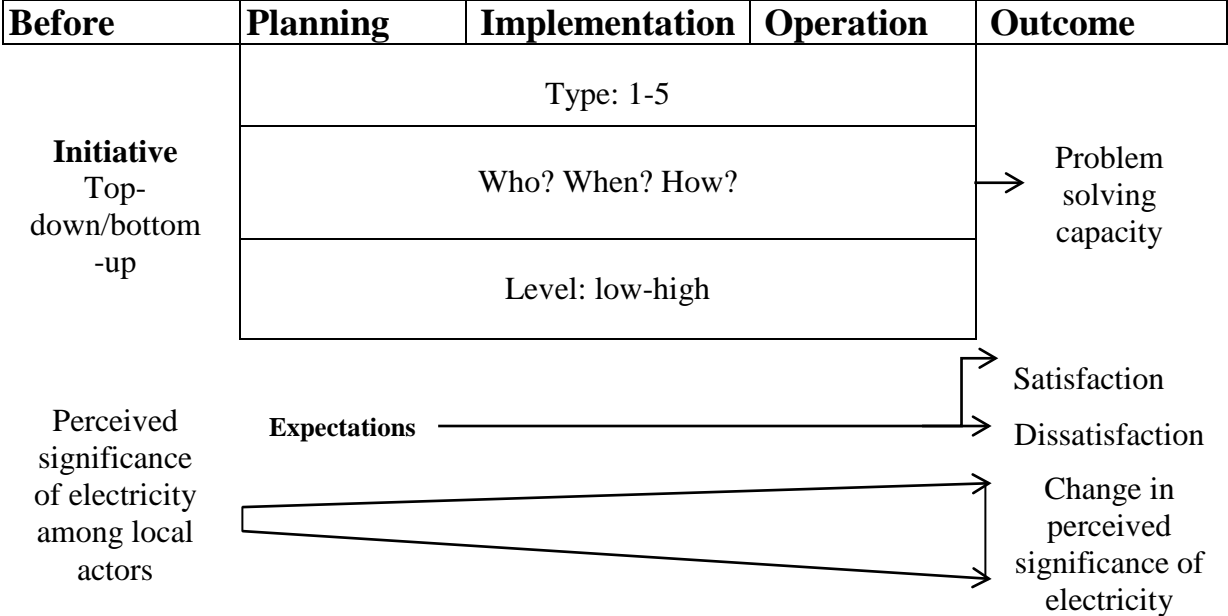 Before Planning Implementation Operation Outcome
Type: 1-5
Initiative
Top-
down/bottom
-up
Who? When? How?
Problem
solving
capacity
Level: low-high
Satisfaction
Perceived
significance
of electricity
among local
actors
Expectations
Dissatisfaction
Change in
perceived
significance of
electricity